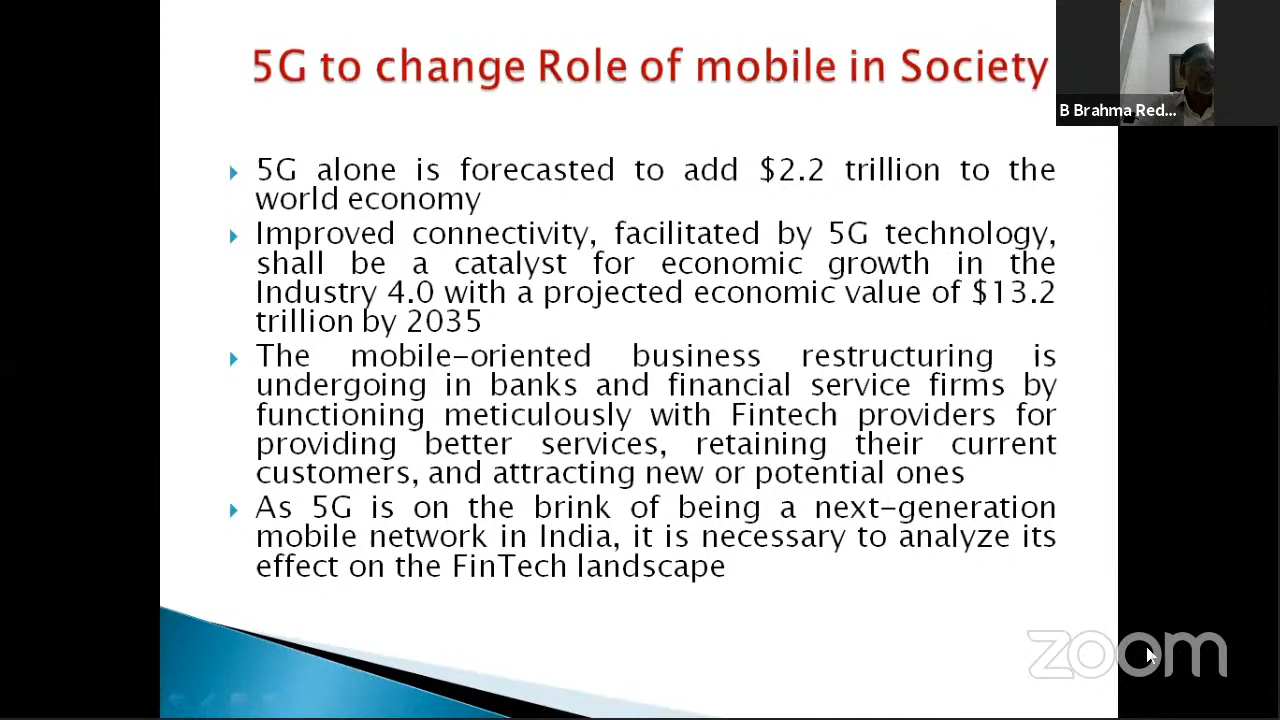 5G to change Role of mobile in Society
B Brahma Red...
5G alone is forecasted to add $2.2 trillion to the
world economy
Improved connectivity, facilitated by 5G technology,
shall be a catalyst for economic growth in the
Industry 4.0 with a projected economic value of $13.2
trillion by 2035
The mobile-oriented business restructuring is
undergoing in banks and financial service firms by
functioning meticulously with Fintech providers for
providing better services, retaining their current
customers, and attracting new or potential ones
As 5G is on the brink of being a next-generation
mobile network in India, it is necessary to analyze its
effect on the FinTech landscape
zoom